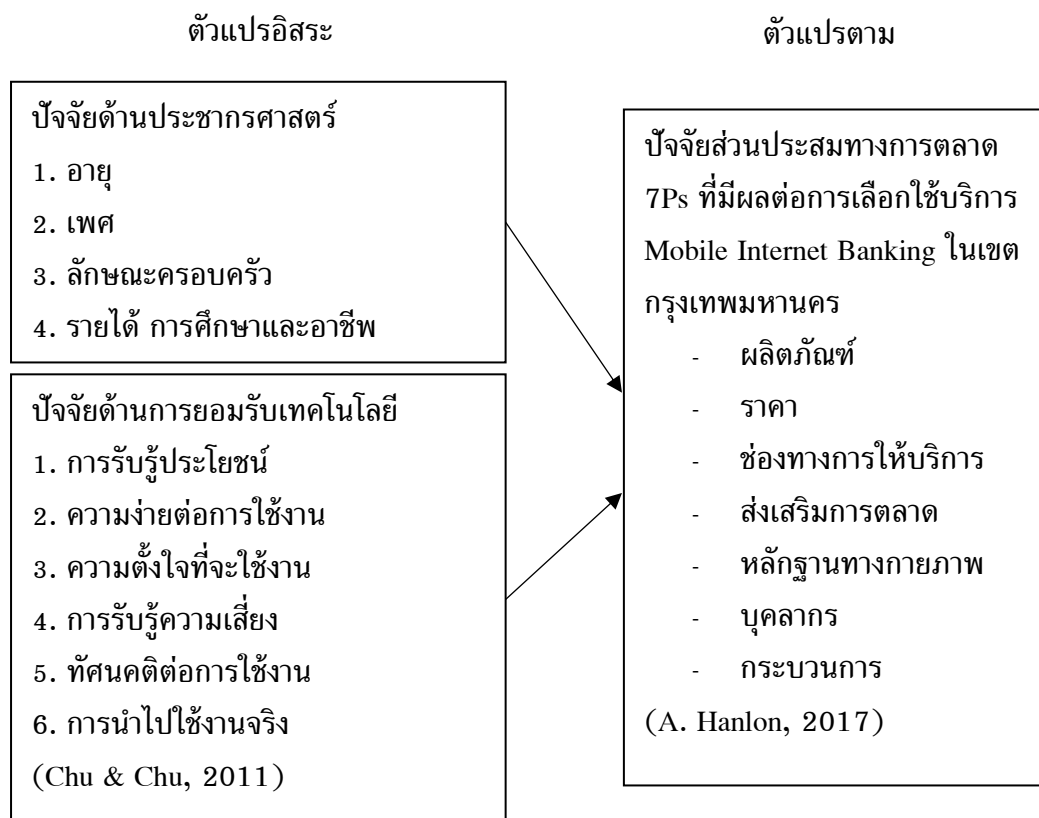 ตัวแปรอิสระ
ปัจจัยด้านประชากรศาสตร์
1. อายุ
2. เพศ
3. ลักษณะครอบครัว
4. รายได้ การศึกษาและอาชีพ
ปัจจัยด้านการยอมรับเทคโนโลยี
1. การรับรู้ประโยชน์
2. ความง่ายต่อการใช้งาน
3. ความตั้งใจที่จะใช้งาน
4. การรับรู้ความเสี่ยง
5. ทัศนคติต่อการใช้งาน
6. การนำไปใช้งานจริง
(Chu & Chu, 2011)
ตัวแปรตาม
ปัจจัยส่วนประสมทางการตลาด
7Ps ที่มีผลต่อการเลือกใช้บริการ
Mobile Internet Banking ในเขต
กรุงเทพมหานคร
- ผลิตภัณฑ์
- ราคา
- ช่องทางการให้บริการ
- ส่งเสริมการตลาด
- หลักฐานทางกายภาพ
- บุคลากร
- กระบวนการ
(A. Hanlon, 2017)